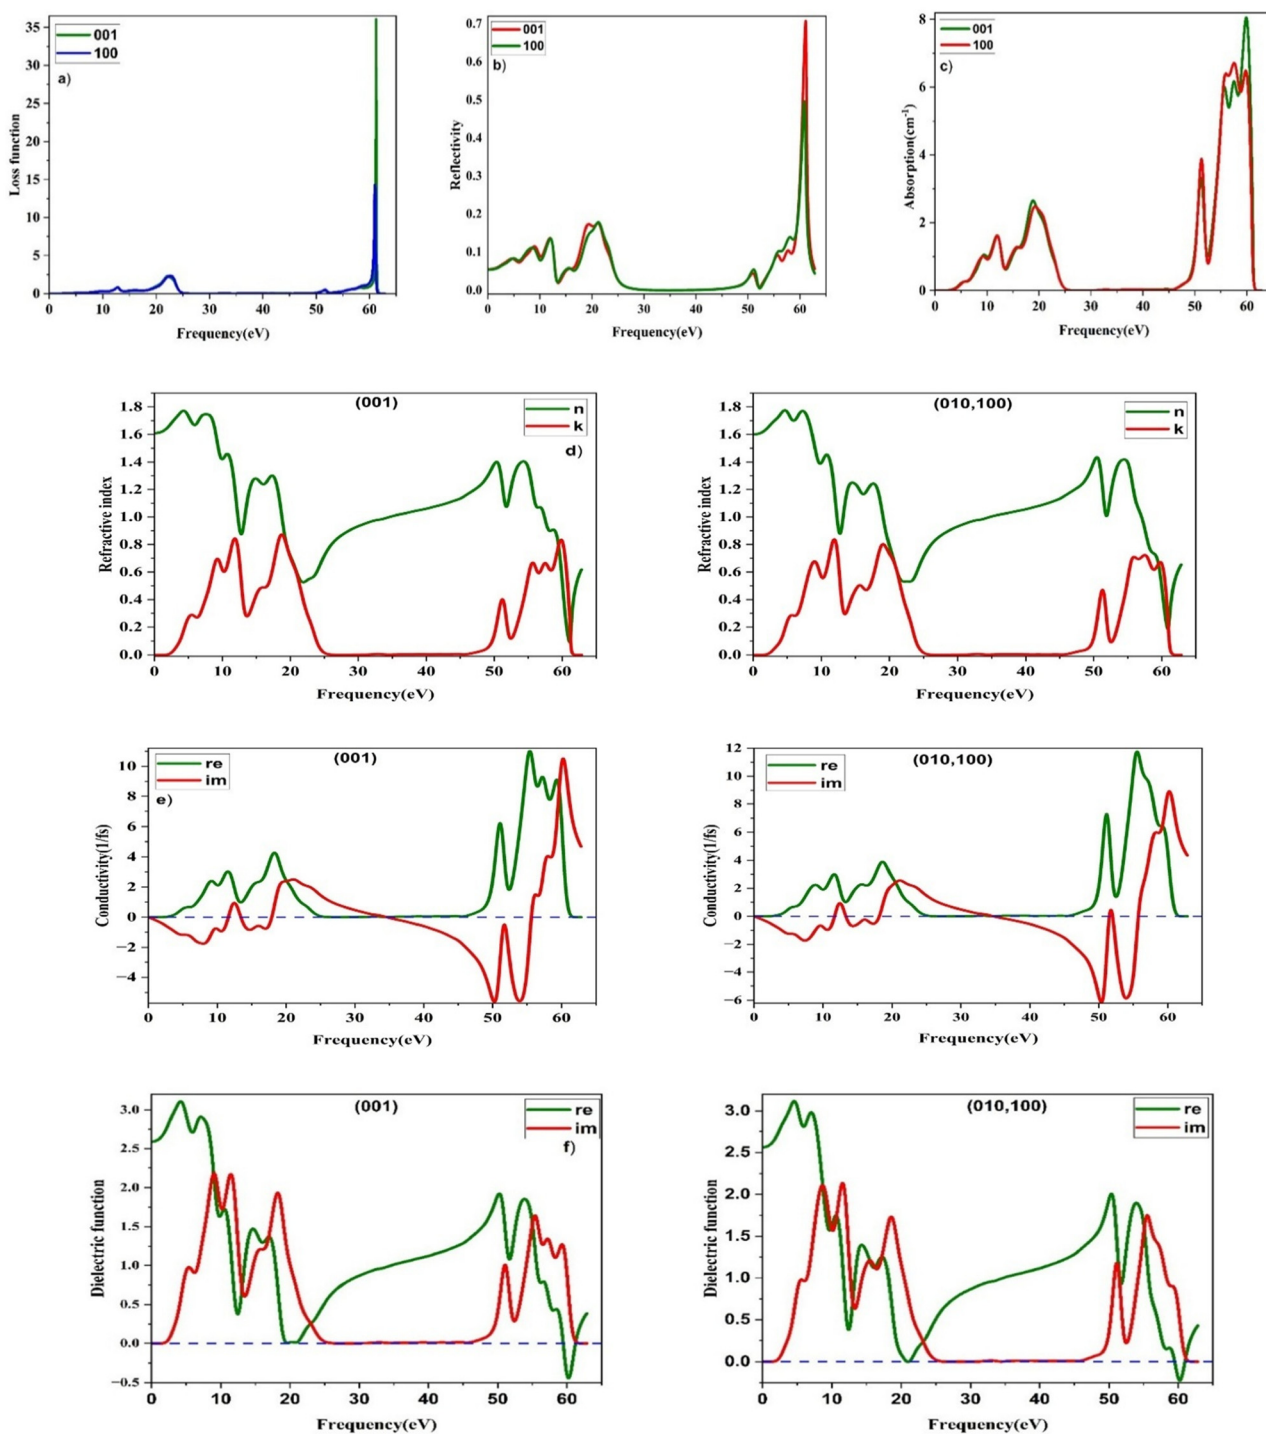 001
100
a)
Loss function
35
30
25
20
15
10
5
0
0 10 20 30 40 50 60
Frequency(eV)
001
100
b)
Reflectivity
0.7
0.6
0.5
0.4
0.3
0.2
0.1
0.0
0 10 20 30 40 50 60
Frequency(eV)
001
100
c)
Absorption(cm-1)
8
6
4
2
0
0 10 20 30 40 50 60
Frequency(eV)
(001)
n
k
d)
Refractive index
1.8
1.6
1.4
1.2
1.0
0.8
0.6
0.4
0.2
0.0
0 10 20 30 40 50 60
Frequency(eV)
(010,100)
n
k
Refractive index
1.8
1.6
1.4
1.2
1.0
0.8
0.6
0.4
0.2
0.0
0 10 20 30 40 50 60
Frequency(eV)
(001)
re
im
e)
Conductivity(1/fs)
10
8
6
4
2
0
−2
−4
0 10 20 30 40 50 60
Frequency(eV)
(010,100)
re
im
Conductivity(1/fs)
12
10
8
6
4
2
0
−2
−4
−6
0 10 20 30 40 50 60
Frequency(eV)
(001)
re
im
f)
Dielectric function
3.0
2.5
2.0
1.5
1.0
0.5
0.0
−0.5
0 10 20 30 40 50 60
Frequency(eV)
(010,100)
re
im
Dielectric function
3.0
2.5
2.0
1.5
1.0
0.5
0.0
0 10 20 30 40 50 60
Frequency(eV)